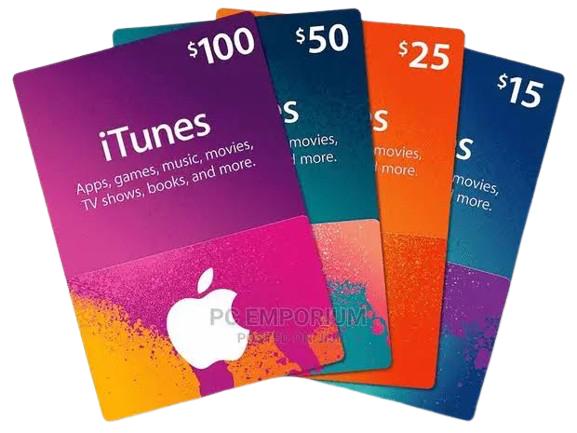 $100
iTunes
Apps, games, music, movies,
TV shows, books, and more.
$50
s
movies,
d more.
$25
s
movies,
d more.
$15
s
movies,
more.
PC EMPORIUM